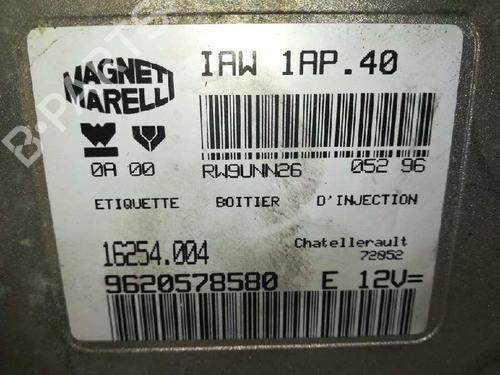 MAGNETI
MARELLI
IAW 1AP.40
0A 00
RW9UNN26 052 96
ETIQUETTE BOITIER D'INJECTION
16254.004
Chatellerault
72052
9620578580 E 12V=
B-PARTS